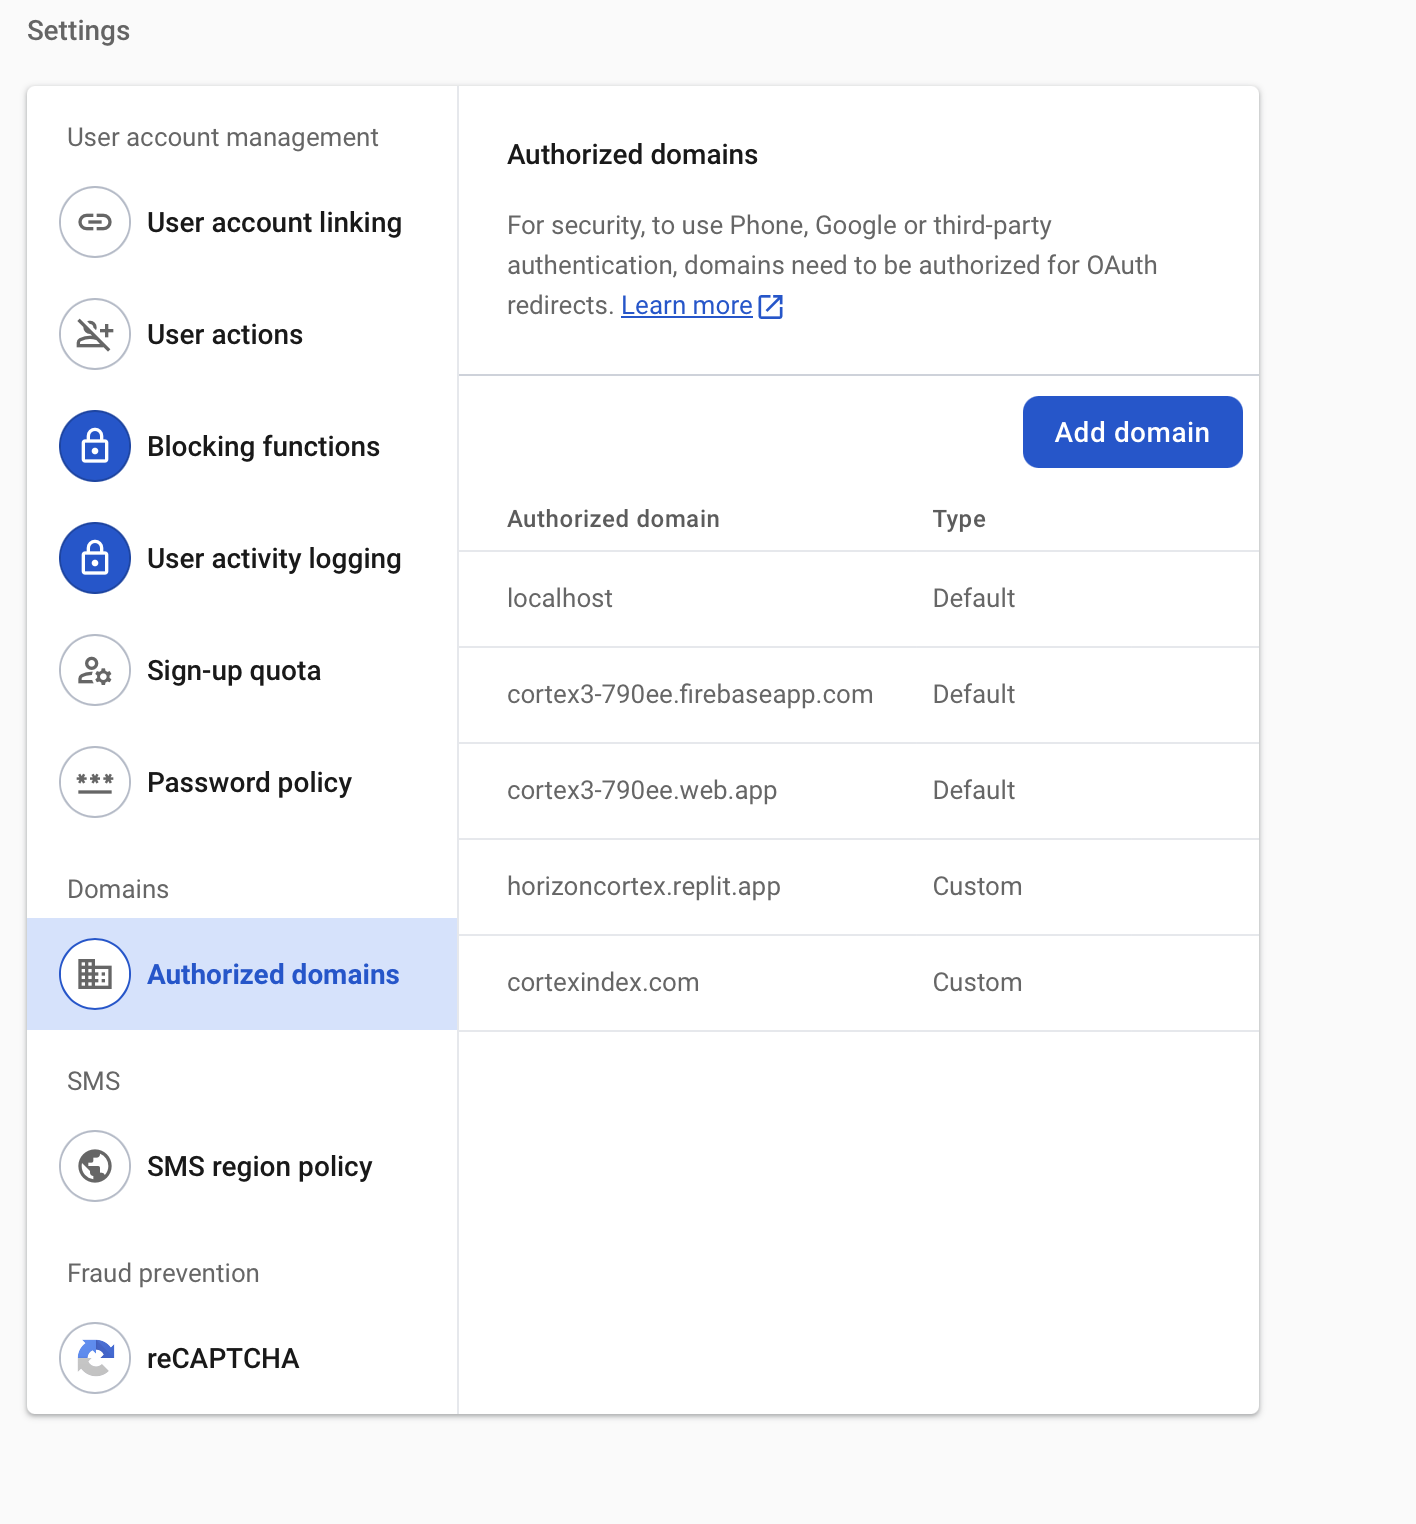 Settings
User account management
User account linking
User actions
Blocking functions
User activity logging
Sign-up quota
Password policy
Domains
Authorized domains
SMS
SMS region policy
Fraud prevention
reCAPTCHA
Authorized domains
For security, to use Phone, Google or third-party
authentication, domains need to be authorized for OAuth
redirects. Learn more
Add domain
Authorized domain Type
localhost Default
cortex3-790ee.firebaseapp.com Default
cortex3-790ee.web.app Default
horizoncortex.replit.app Custom
cortexindex.com Custom